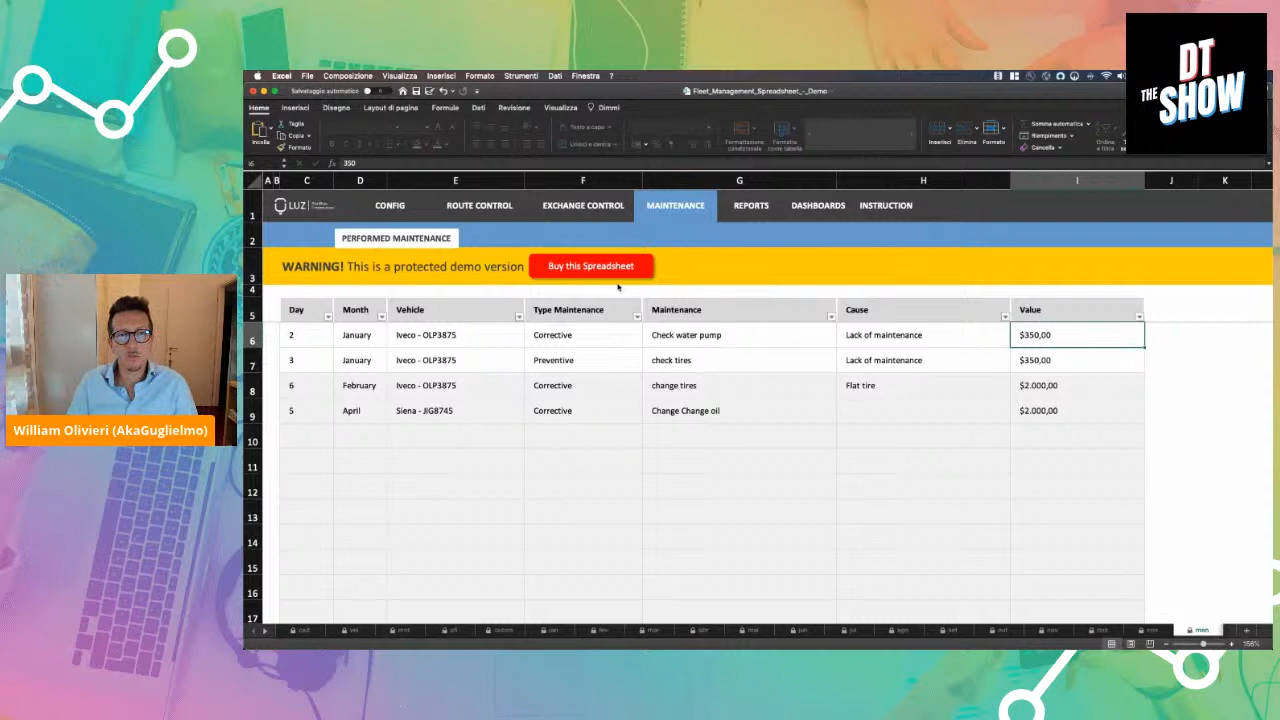 DT
THE SHOW
Excel File Composizione Visualizza Inserisci Formato Strumenti Dati Finestra ?
Salvataggio automatico
Fleet_Management_Spreadsheet_-_Demo
Home Inserisci Disegno Layout di pagina Formule Dati Revisione Visualizza Dimmi
Incolla
Taglia
Copia
Formato
Testo a capo
Unisci e centra
Formattazione condizionale
Formatta come tabella
Inserisci Elimina Formato
Somma automatica
Riempimento
Cancella
Ordina e filtra
I6 fx 350
A B C D E F G H I J K
1 LUZ CONFIG ROUTE CONTROL EXCHANGE CONTROL MAINTENANCE REPORTS DASHBOARDS INSTRUCTION
2 PERFORMED MAINTENANCE
3 WARNING! This is a protected demo version Buy this Spreadsheet
4
5 Day Month Vehicle Type Maintenance Maintenance Cause Value
6 2 January Iveco - OLP3875 Corrective Check water pump Lack of maintenance $350,00
7 3 January Iveco - OLP3875 Preventive check tires Lack of maintenance $350,00
8 6 February Iveco - OLP3875 Corrective change tires Flat tire $2.000,00
9 5 April Siena - JIG8745 Corrective Change Change oil $2.000,00
10
11
12
13
14
15
16
17
man
156%
William Olivieri (AkaGuglielmo)